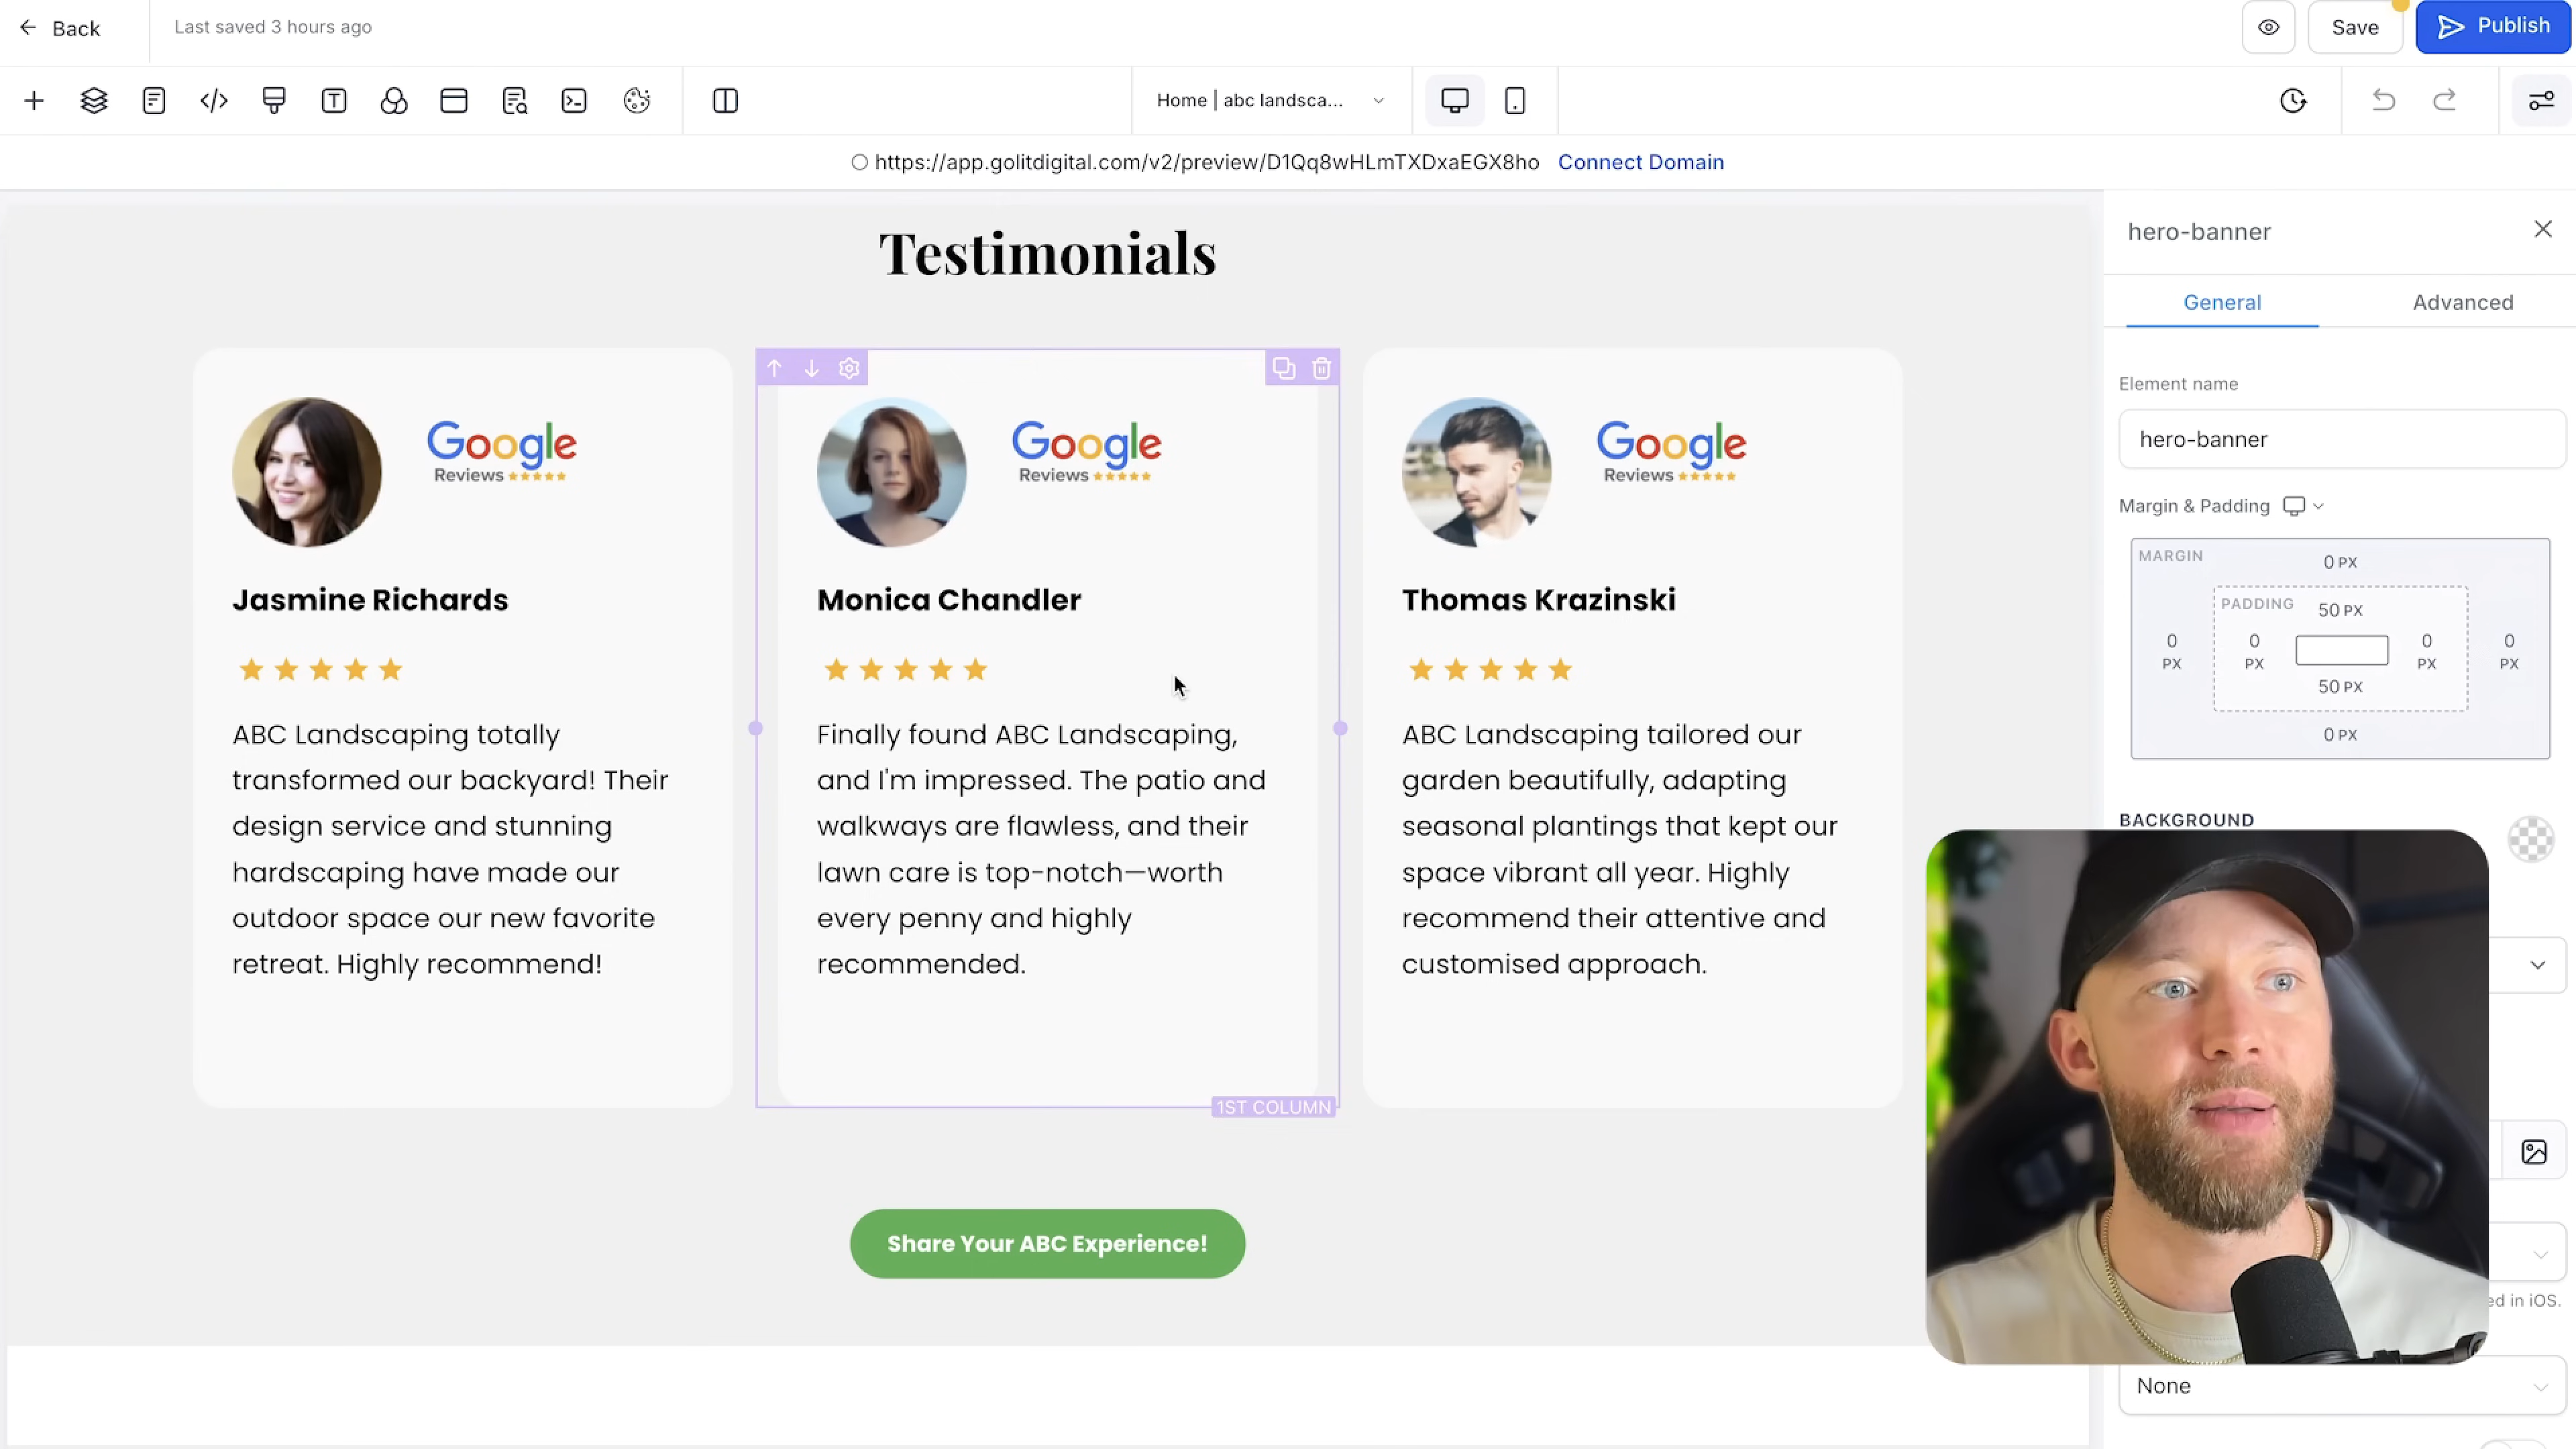 Back
Last saved 3 hours ago
Save
Publish
Home | abc landsca...
https://app.golitdigital.com/v2/preview/D1Qq8wHLmTXDxaEGX8ho Connect Domain
Testimonials
Google
Reviews
Jasmine Richards
ABC Landscaping totally
transformed our backyard! Their
design service and stunning
hardscaping have made our
outdoor space our new favorite
retreat. Highly recommend!
Google
Reviews
Monica Chandler
Finally found ABC Landscaping,
and I'm impressed. The patio and
walkways are flawless, and their
lawn care is top-notch—worth
every penny and highly
recommended.
1ST COLUMN
Google
Reviews
Thomas Krazinski
ABC Landscaping tailored our
garden beautifully, adapting
seasonal plantings that kept our
space vibrant all year. Highly
recommend their attentive and
customised approach.
Share Your ABC Experience!
hero-banner
General
Advanced
Element name
hero-banner
Margin & Padding
MARGIN
0 PX
PADDING
50 PX
0
PX
0
PX
0
PX
0
PX
50 PX
0 PX
BACKGROUND
in iOS.
None